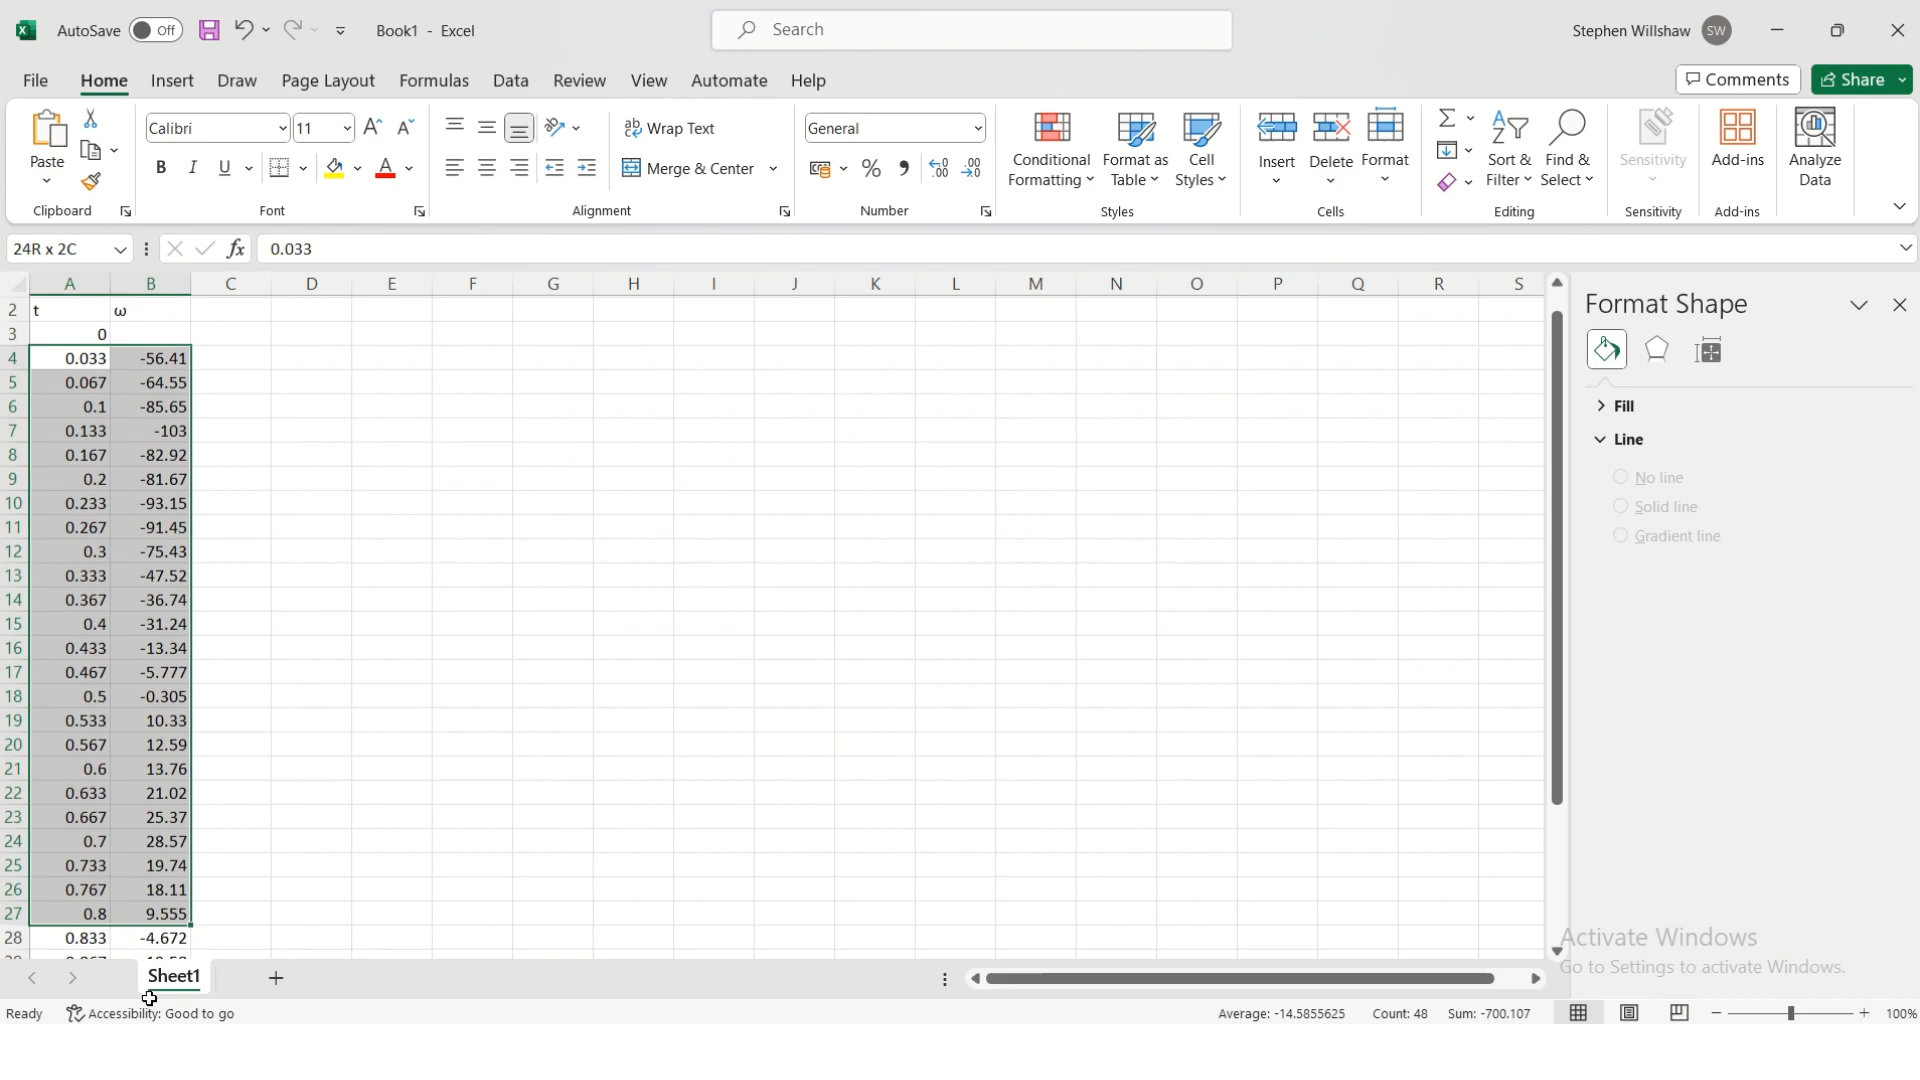 AutoSave Off Book1 - Excel Search Stephen Willshaw SW
File Home Insert Draw Page Layout Formulas Data Review View Automate Help Comments Share
Paste
Clipboard
Calibri 11
B I U A
Font
Wrap Text
Merge & Center
Alignment
General
% 9
Number
Conditional Formatting
Format as Table
Cell Styles
Styles
Insert Delete Format
Cells
Sort & Filter
Find & Select
Editing
Sensitivity
Sensitivity
Add-ins
Add-ins
Analyze Data
24R x 2C fx 0.033
A B C D E F G H I J K L M N O P Q R S
2 t ω
3 0
4 0.033 -56.41
5 0.067 -64.55
6 0.1 -85.65
7 0.133 -103
8 0.167 -82.92
9 0.2 -81.67
10 0.233 -93.15
11 0.267 -91.45
12 0.3 -75.43
13 0.333 -47.52
14 0.367 -36.74
15 0.4 -31.24
16 0.433 -13.34
17 0.467 -5.777
18 0.5 -0.305
19 0.533 10.33
20 0.567 12.59
21 0.6 13.76
22 0.633 21.02
23 0.667 25.37
24 0.7 28.57
25 0.733 19.74
26 0.767 18.11
27 0.8 9.555
28 0.833 -4.672
Format Shape
Fill
Line
No line
Solid line
Gradient line
Activate Windows
Go to Settings to activate Windows.
Sheet1
Ready Accessibility: Good to go Average: -14.5855625 Count: 48 Sum: -700.107 100%